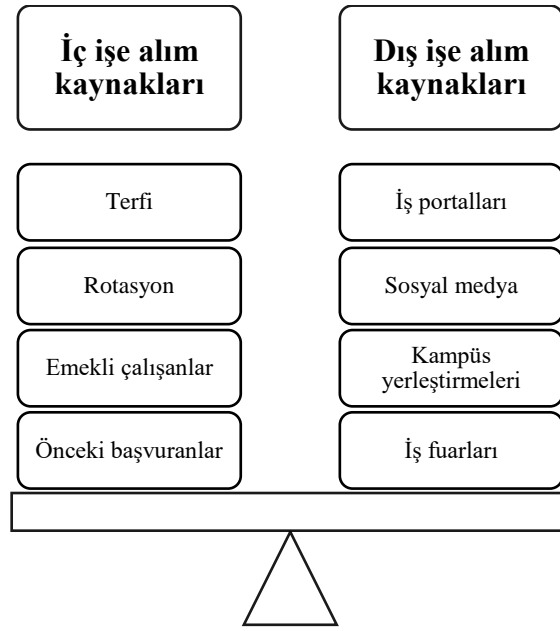 İç işe alım
kaynakları
Terfi
Rotasyon
Emekli çalışanlar
Önceki başvuranlar
Dış işe alım
kaynakları
İş portalları
Sosyal medya
Kampüs
yerleştirmeleri
İş fuarları